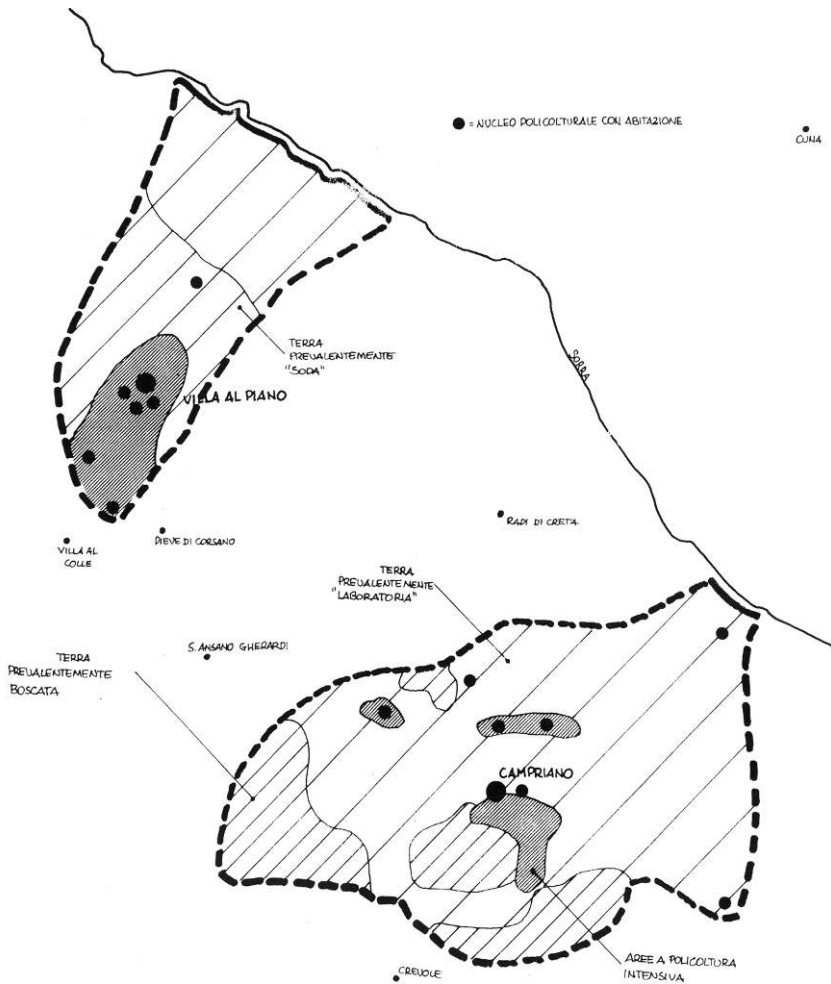 = NUCLEO POLICOLTURALE CON ABITAZIONE
CUNA
TERRA
PREVALENTEMENTE
"SODA"
VILLA AL PIANO
SORRA
RADI DI CRETA
VILLA AL
COLLE
PIEVE DI CORSANO
TERRA
PREVALENTEMENTE
"LABORATORIA"
S. ANSANO GHERARDI
TERRA
PREVALENTEMENTE
BOSCATA
CAMPRIANO
AREE A POLICOLTURA
INTENSIVA
CREVOLE